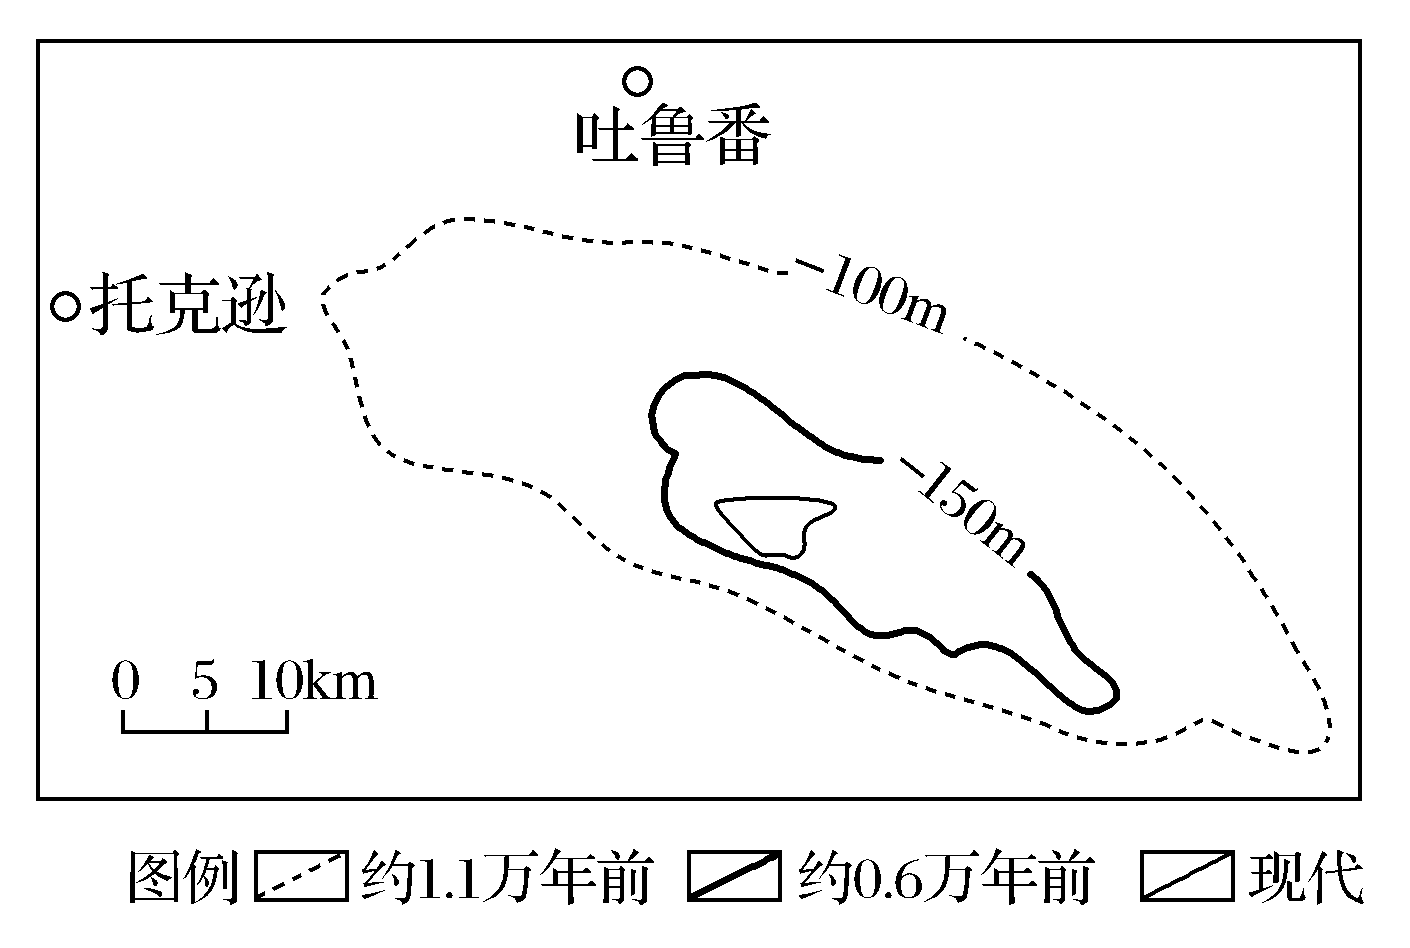 吐鲁番
托克逊
-100m
-150m
0 5 10km
图例 约1.1万年前 约0.6万年前 现代